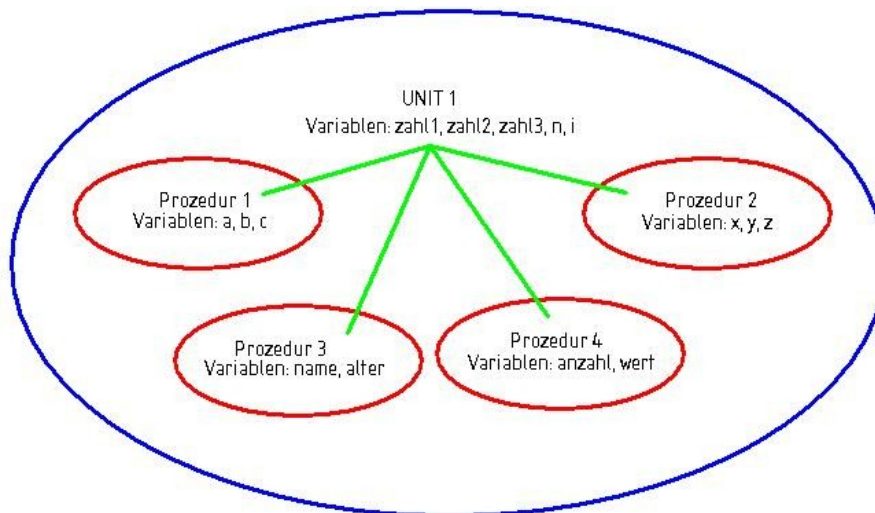 UNIT 1
Variablen: zahl1, zahl2, zahl3, n, i
Prozedur 1
Variablen: a, b, c
Prozedur 2
Variablen: x, y, z
Prozedur 3
Variablen: name, alter
Prozedur 4
Variablen: anzahl, wert